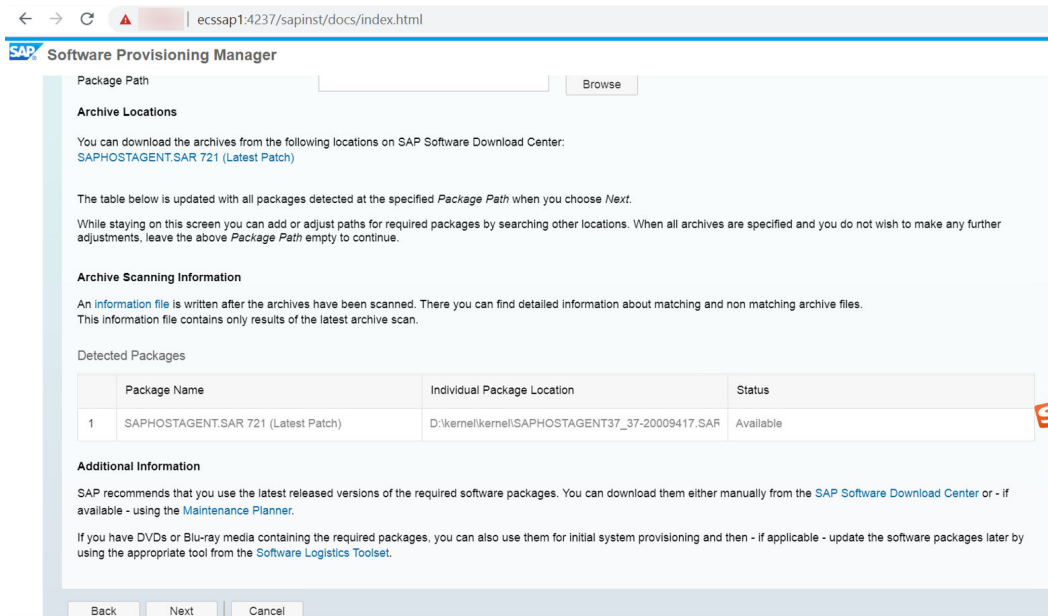 ecssap1:4237/sapinst/docs/index.html
SAP Software Provisioning Manager
Package Path
Browse
Archive Locations
You can download the archives from the following locations on SAP Software Download Center:
SAPHOSTAGENT.SAR 721 (Latest Patch)
The table below is updated with all packages detected at the specified Package Path when you choose Next.
While staying on this screen you can add or adjust paths for required packages by searching other locations. When all archives are specified and you do not wish to make any further
adjustments, leave the above Package Path empty to continue.
Archive Scanning Information
An information file is written after the archives have been scanned. There you can find detailed information about matching and non matching archive files.
This information file contains only results of the latest archive scan.
Detected Packages
Package Name Individual Package Location Status
1 SAPHOSTAGENT.SAR 721 (Latest Patch) D:\kernel\kernel\SAPHOSTAGENT37_37-20009417.SAR Available
Additional Information
SAP recommends that you use the latest released versions of the required software packages. You can download them either manually from the SAP Software Download Center or - if
available - using the Maintenance Planner.
If you have DVDs or Blu-ray media containing the required packages, you can also use them for initial system provisioning and then - if applicable - update the software packages later by
using the appropriate tool from the Software Logistics Toolset.
Back Next Cancel